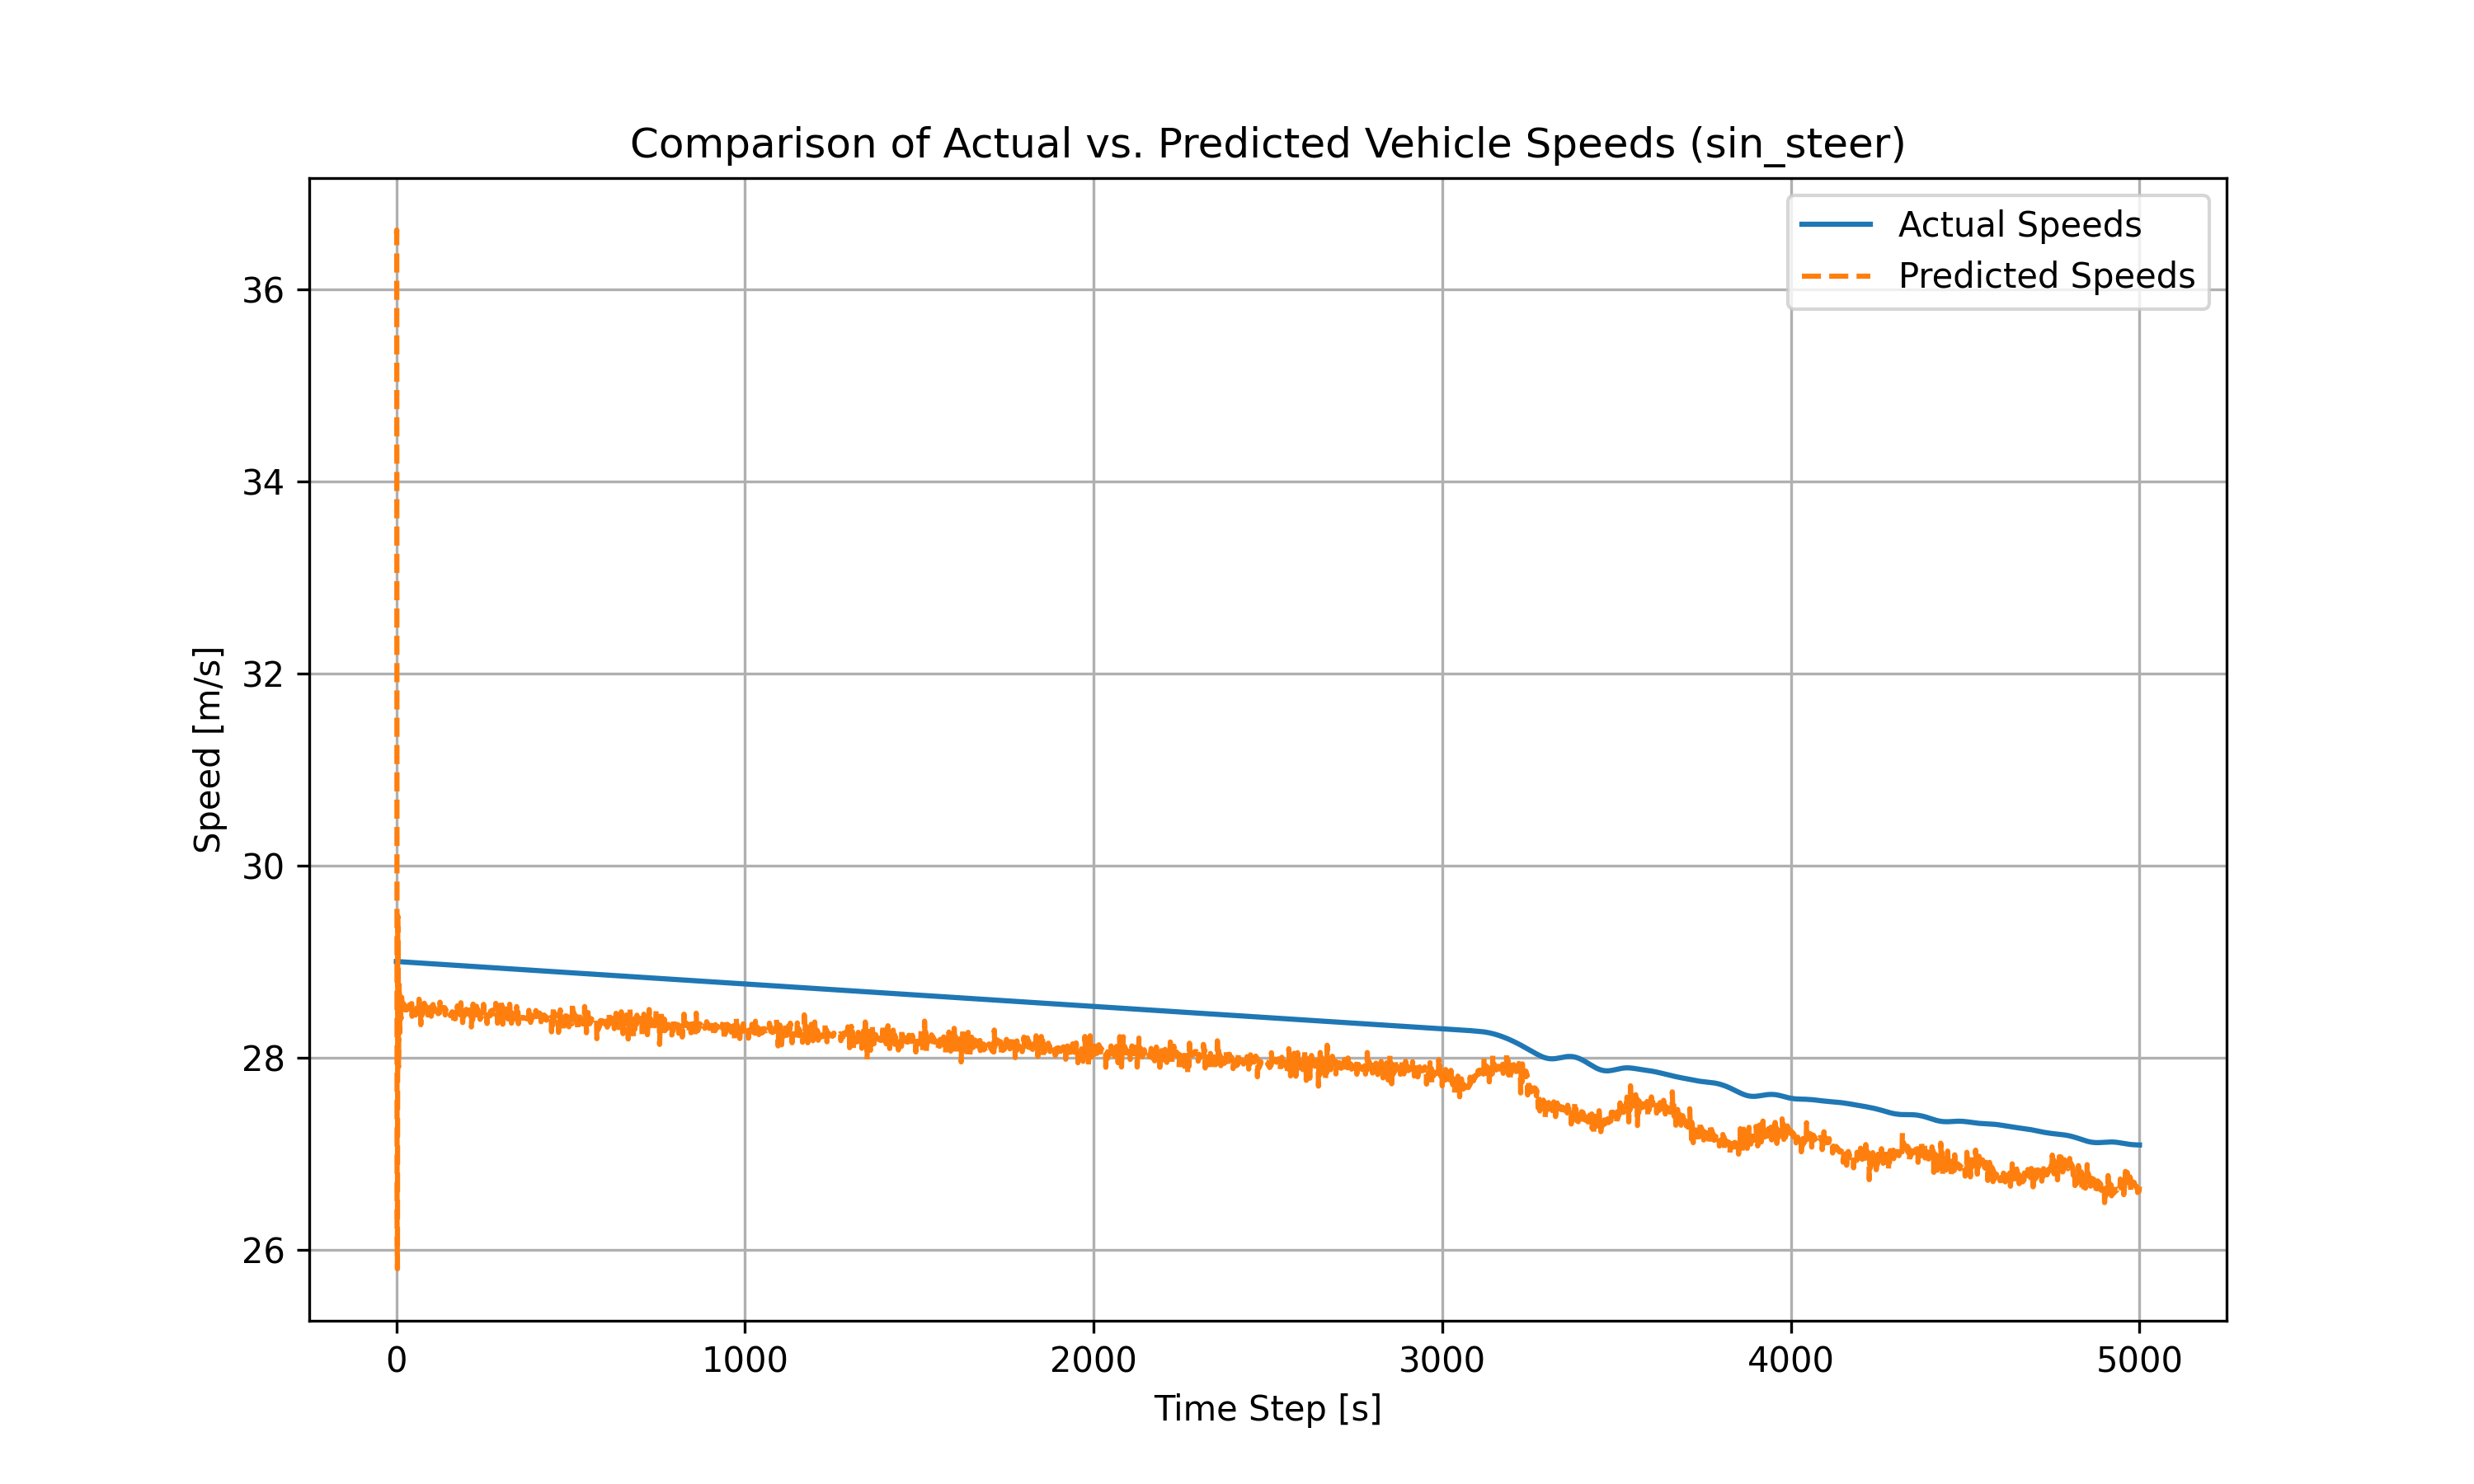 Comparison of Actual vs. Predicted Vehicle Speeds (sin_steer)
Actual Speeds
Predicted Speeds
36
34
32
30
28
26
Speed [m/s]
0 1000 2000 3000 4000 5000
Time Step [s]